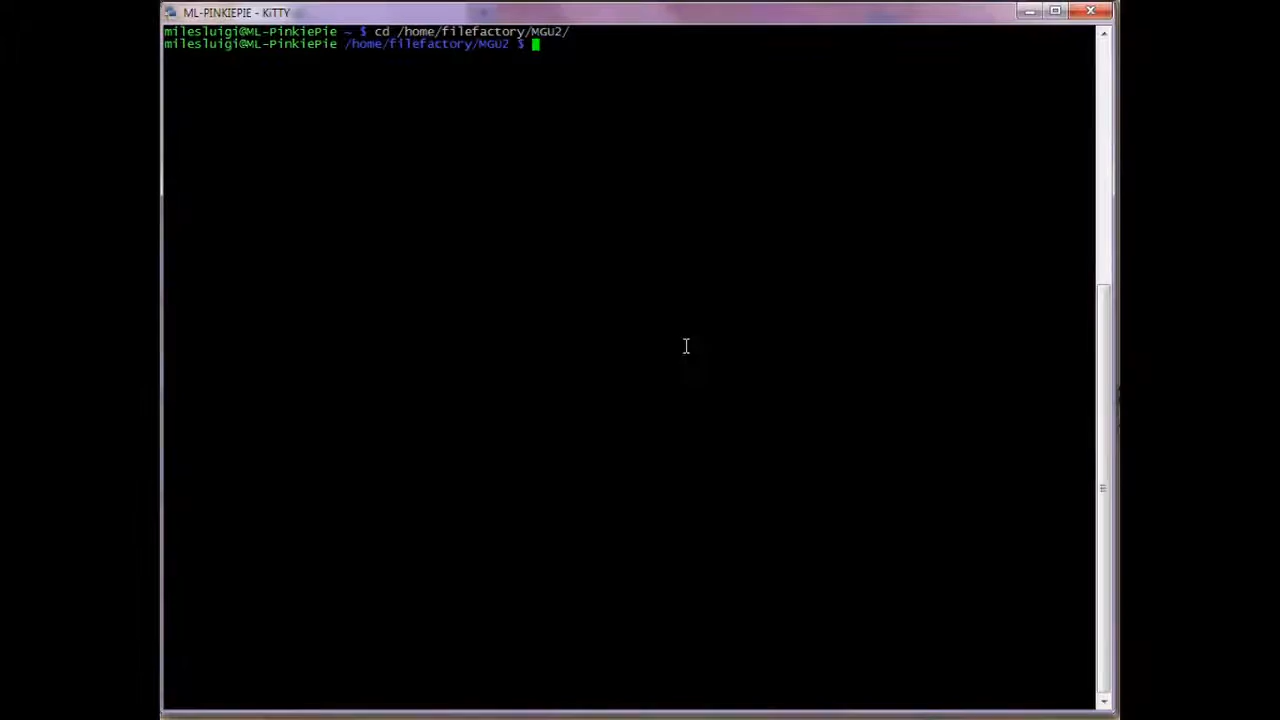 ML-PINKIEPIE - KiTTY
milesluigi@ML-PinkiePie ~ $ cd /home/filefactory/MGU2/
milesluigi@ML-PinkiePie /home/filefactory/MGU2 $